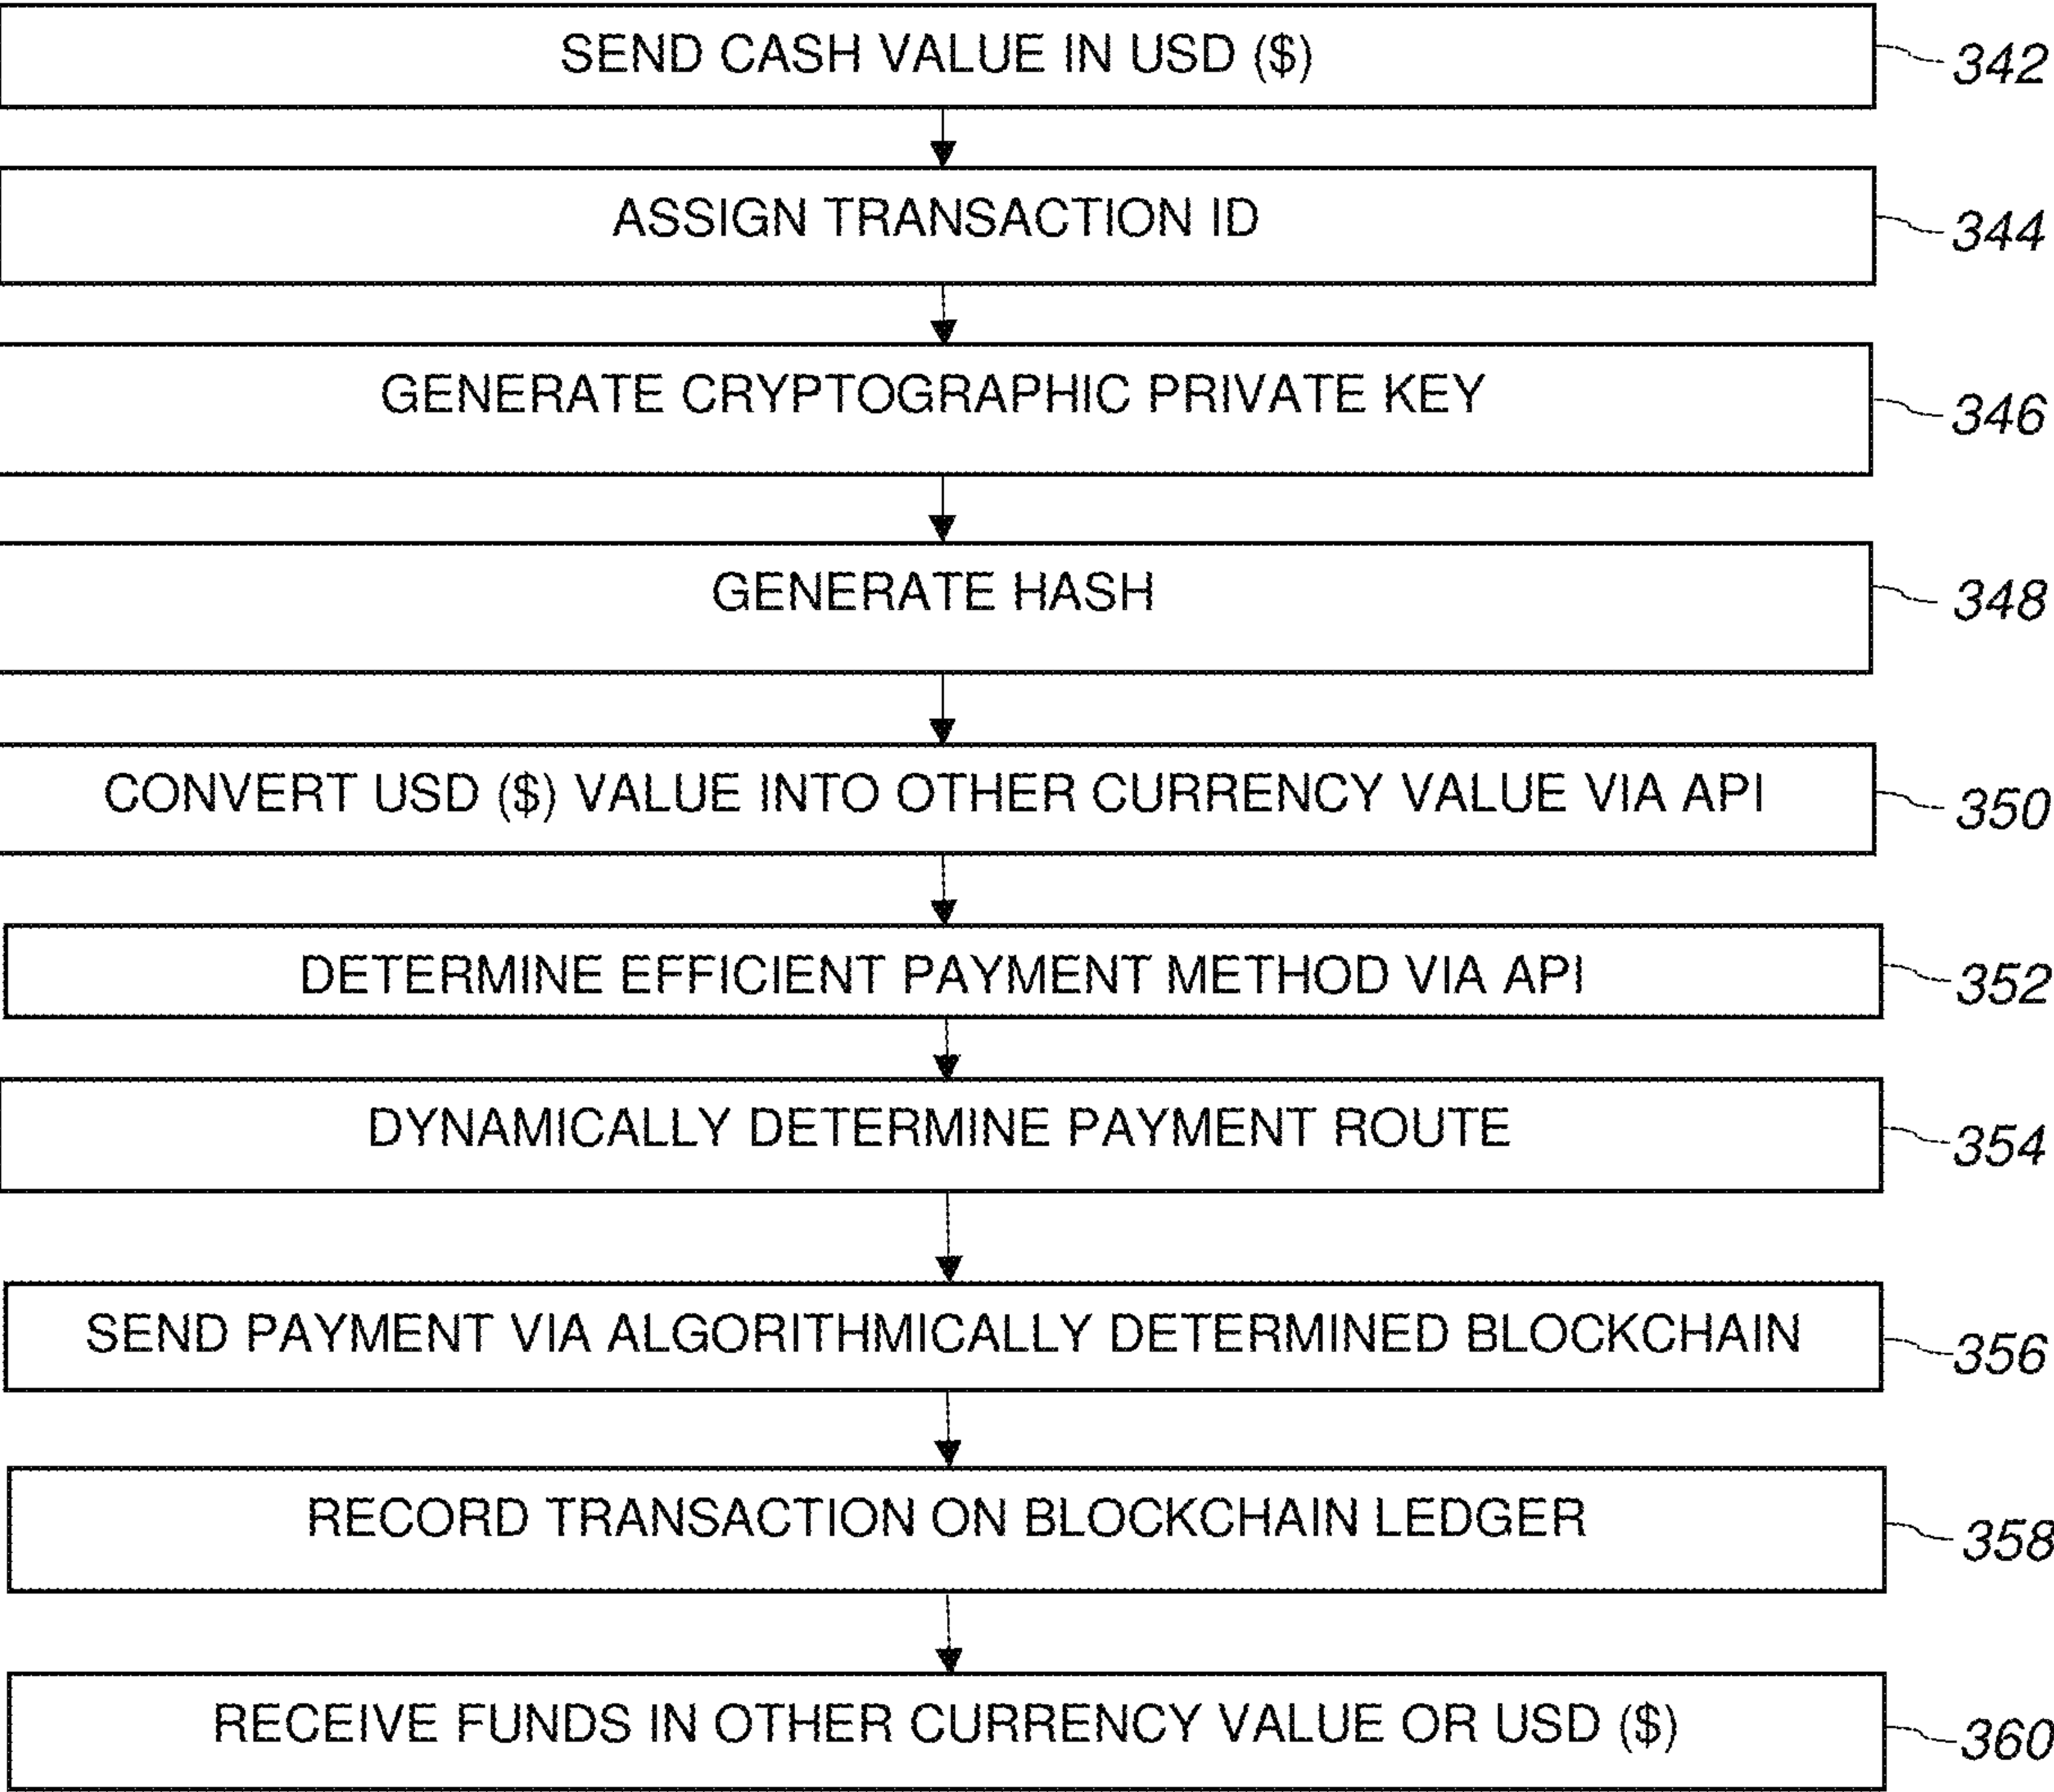 SEND CASH VALUE IN USD ($)
342
ASSIGN TRANSACTION ID
344
GENERATE CRYPTOGRAPHIC PRIVATE KEY
346
GENERATE HASH
348
CONVERT USD ($) VALUE INTO OTHER CURRENCY VALUE VIA API
350
DETERMINE EFFICIENT PAYMENT METHOD VIA API
352
DYNAMICALLY DETERMINE PAYMENT ROUTE
354
SEND PAYMENT VIA ALGORITHMICALLY DETERMINED BLOCKCHAIN
356
RECORD TRANSACTION ON BLOCKCHAIN LEDGER
358
RECEIVE FUNDS IN OTHER CURRENCY VALUE OR USD ($)
360